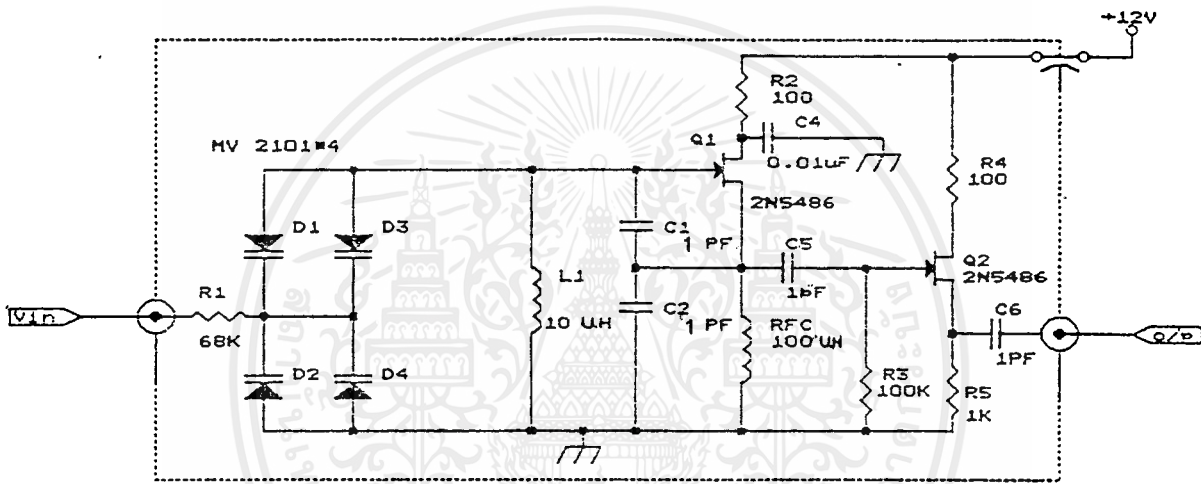 +12V
R2
100
C4
0.01uF
Q1
MV 2101*4
2N5486
R4
100
D1
D3
C1
1 PF
C5
1pF
Q2
2N5486
L1
10 UH
R1
68K
Vin
C2
1 PF
RFC
100 UH
C6
1PF
O/P
D2
D4
R3
100K
R5
1K